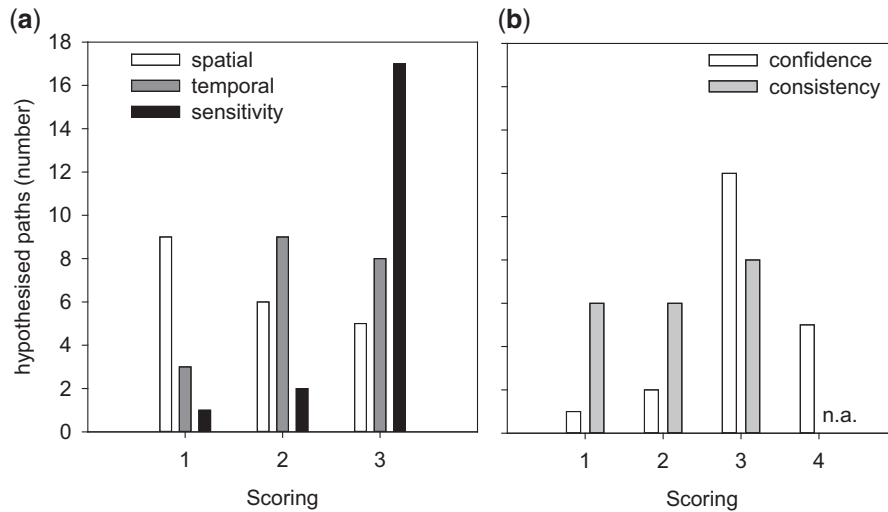 (a)
18
16
14
12
10
8
6
4
2
0
hypothesised paths (number)
spatial
temporal
sensitivity
1 2 3
Scoring
(b)
confidence
consistency
n.a.
1 2 3 4
Scoring